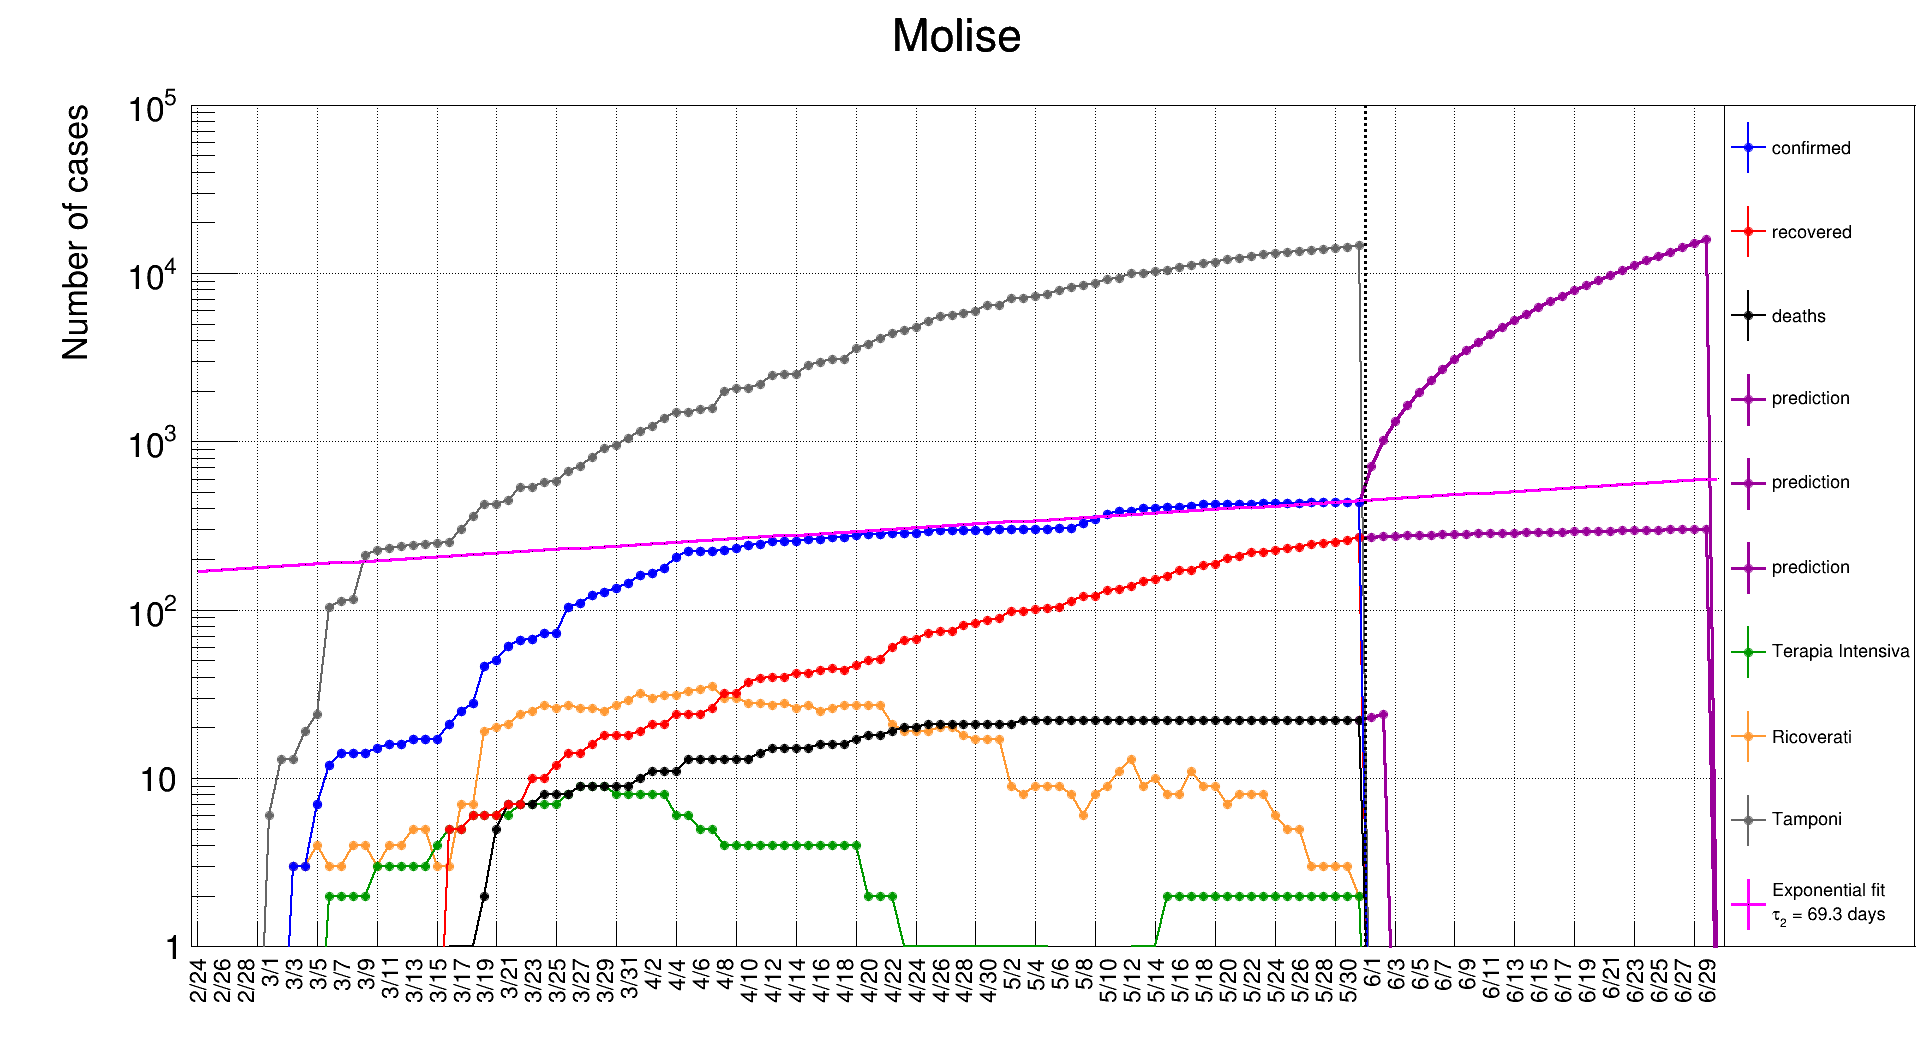 Molise
Number of cases
10^5
10^4
10^3
10^2
10
1
2/24 2/26 2/28 3/1 3/3 3/5 3/7 3/9 3/11 3/13 3/15 3/17 3/19 3/21 3/23 3/25 3/27 3/29 3/31 4/2 4/4 4/6 4/8 4/10 4/12 4/14 4/16 4/18 4/20 4/22 4/24 4/26 4/28 4/30 5/2 5/4 5/6 5/8 5/10 5/12 5/14 5/16 5/18 5/20 5/22 5/24 5/26 5/28 5/30 6/1 6/3 6/5 6/7 6/9 6/11 6/13 6/15 6/17 6/19 6/21 6/23 6/25 6/27 6/29
confirmed
recovered
deaths
prediction
prediction
prediction
Terapia Intensiva
Ricoverati
Tamponi
Exponential fit
τ₂ = 69.3 days